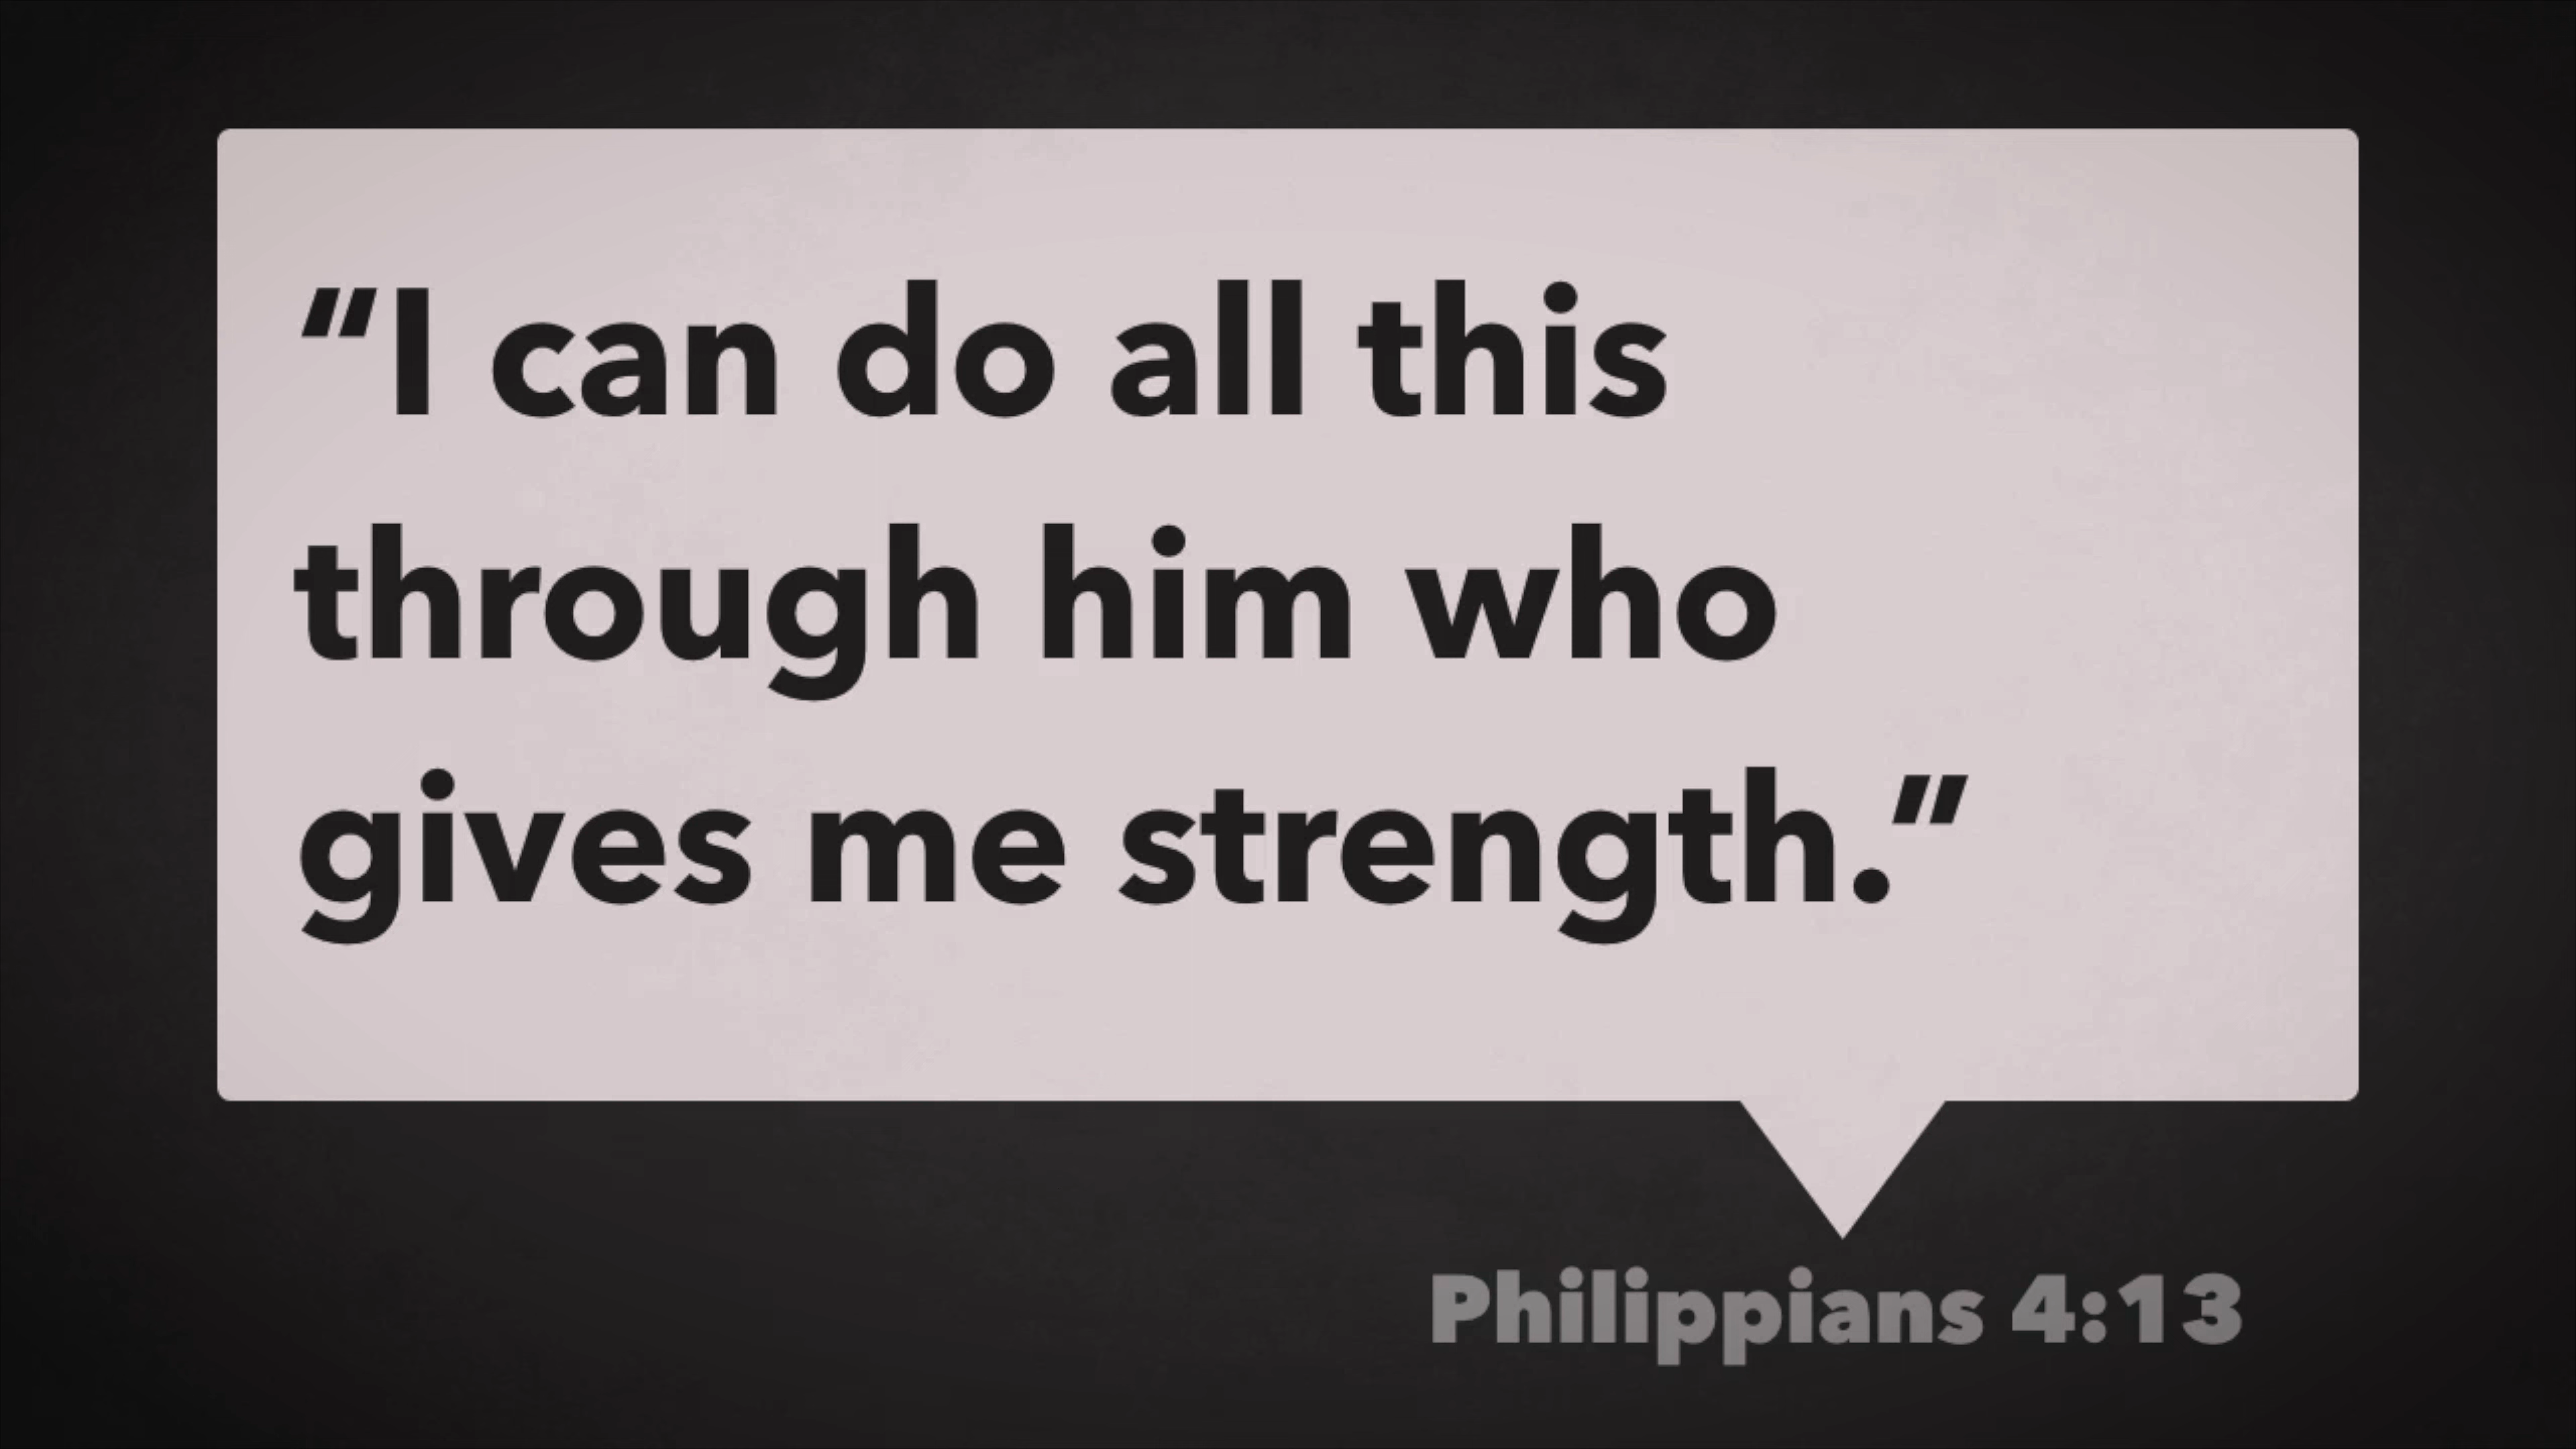 “I can do all this
through him who
gives me strength.”
Philippians 4:13